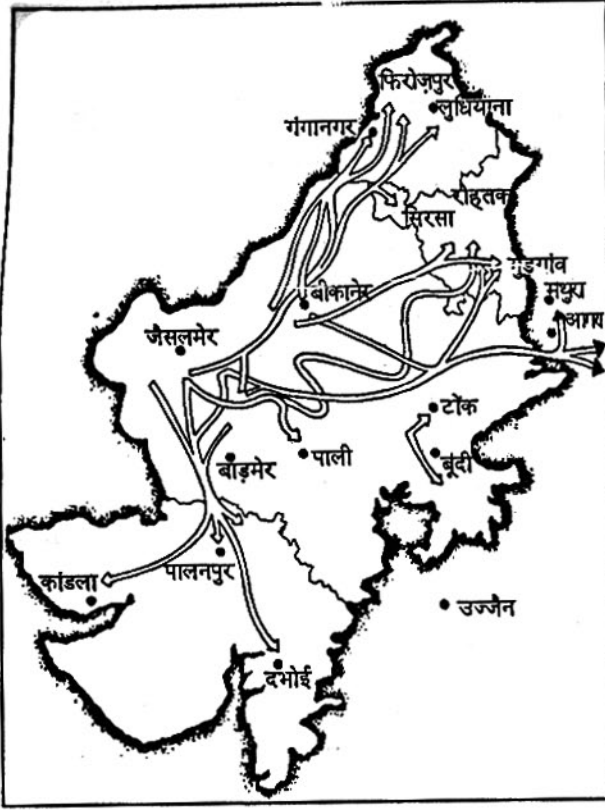 फिरोज़पुर
लुधियाना
गंगानगर
रोहतक
सिरसा
गुड़गांव
बीकानेर
मथुरा
आगरा
जैसलमेर
टोंक
बाड़मेर
पाली
बूंदी
कांडला
पालनपुर
उज्जैन
दभोई